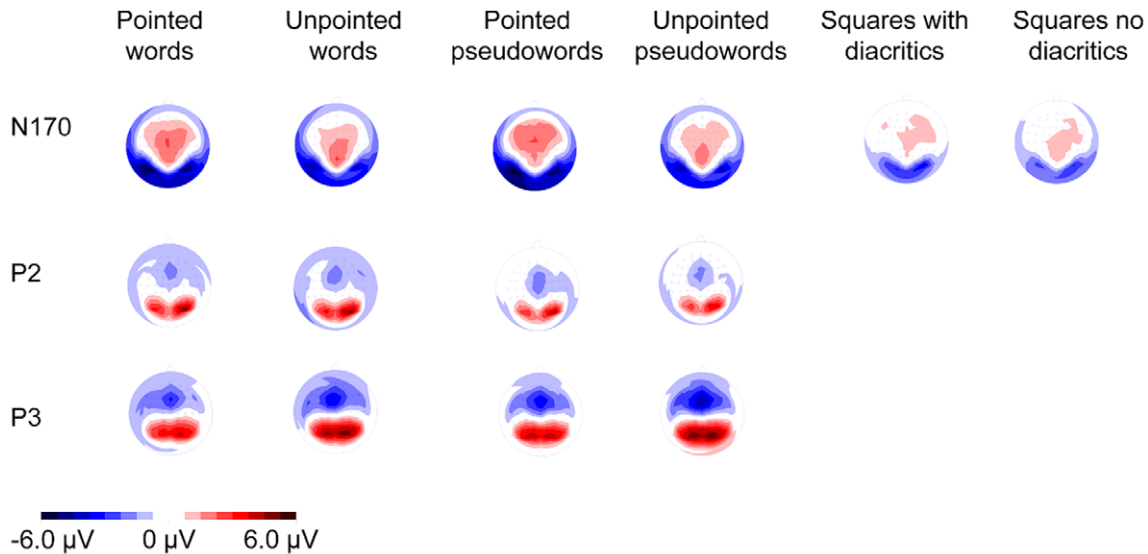 Pointed words
Unpointed words
Pointed pseudowords
Unpointed pseudowords
Squares with diacritics
Squares no diacritics
N170
P2
P3
-6.0 µV 0 µV 6.0 µV